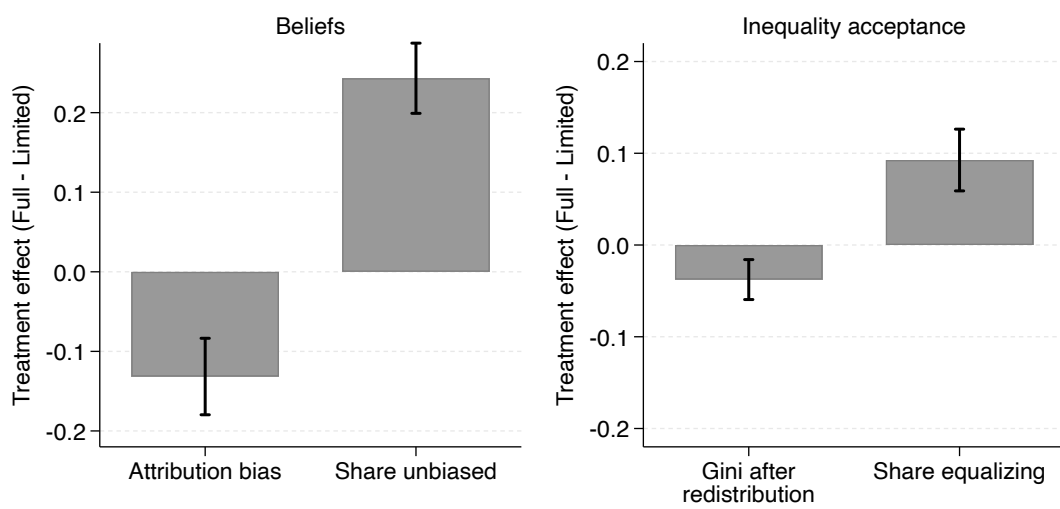 Beliefs
Treatment effect (Full - Limited)
0.2
0.1
0.0
-0.1
-0.2
Attribution bias
Share unbiased
Inequality acceptance
Treatment effect (Full - Limited)
0.2
0.1
0.0
-0.1
-0.2
Gini after
redistribution
Share equalizing